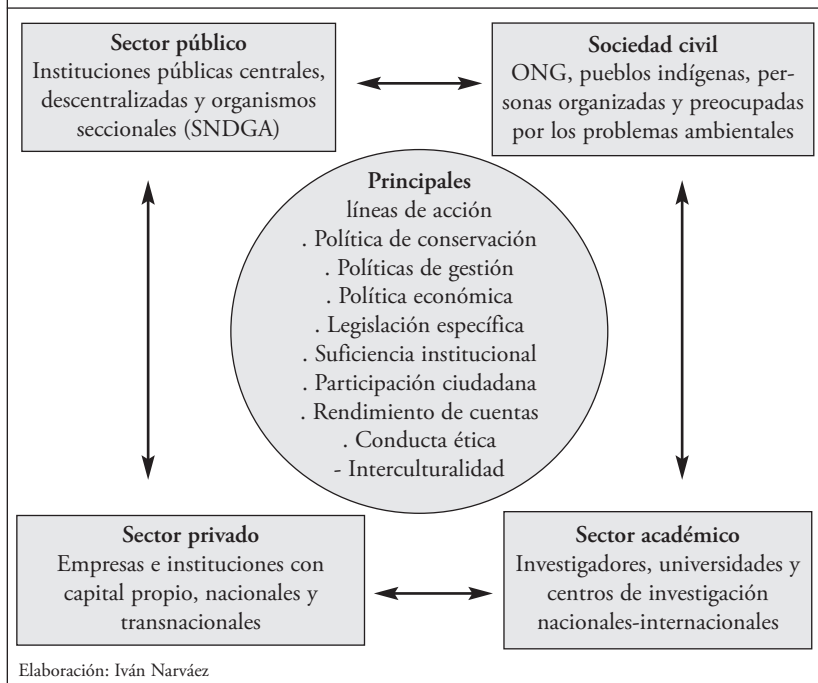 Sector público
Instituciones públicas centrales,
descentralizadas y organismos
seccionales (SNDGA)
Sociedad civil
ONG, pueblos indígenas, per-
sonas organizadas y preocupadas
por los problemas ambientales
Principales
líneas de acción
. Política de conservación
. Políticas de gestión
. Política económica
. Legislación específica
. Suficiencia institucional
. Participación ciudadana
. Rendimiento de cuentas
. Conducta ética
- Interculturalidad
Sector privado
Empresas e instituciones con
capital propio, nacionales y
transnacionales
Sector académico
Investigadores, universidades y
centros de investigación
nacionales-internacionales
Elaboración: Iván Narváez